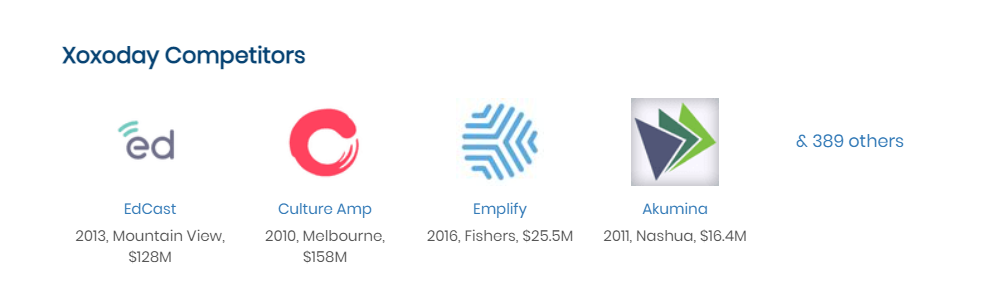 Xoxoday Competitors
ed
& 389 others
EdCast
Culture Amp
Emplify
Akumina
2013, Mountain View,
$128M
2010, Melbourne,
$158M
2016, Fishers, $25.5M
2011, Nashua, $16.4M